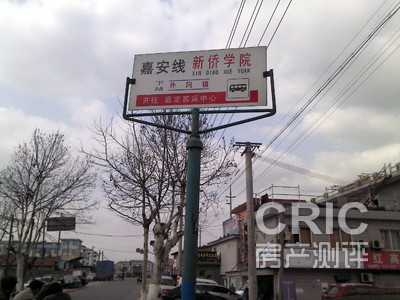 嘉安线 新侨学院
XIN QIAO XUE YUAN
下站 外冈镇
开往 嘉定客运中心
CRIC
房产测评